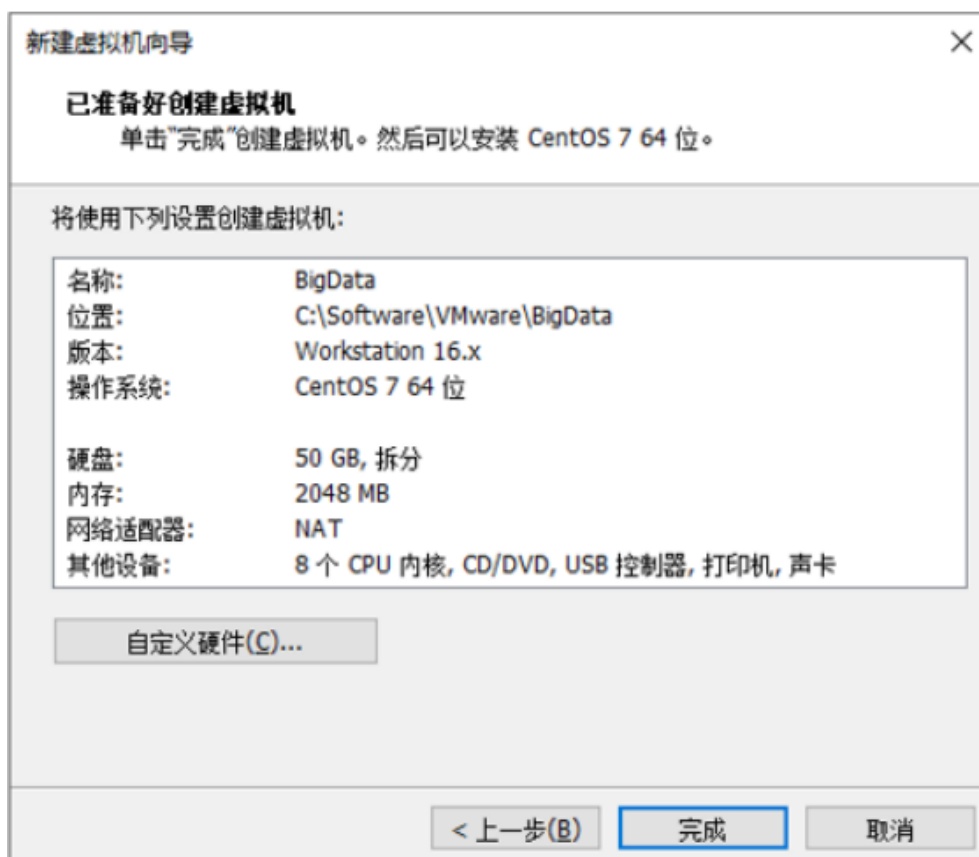 新建虚拟机向导
已准备好创建虚拟机
单击"完成"创建虚拟机。然后可以安装 CentOS 7 64 位。
将使用下列设置创建虚拟机:
名称: BigData
位置: C:\Software\VMware\BigData
版本: Workstation 16.x
操作系统: CentOS 7 64 位
硬盘: 50 GB, 拆分
内存: 2048 MB
网络适配器: NAT
其他设备: 8 个 CPU 内核, CD/DVD, USB 控制器, 打印机, 声卡
自定义硬件(C)...
< 上一步(B) 完成 取消